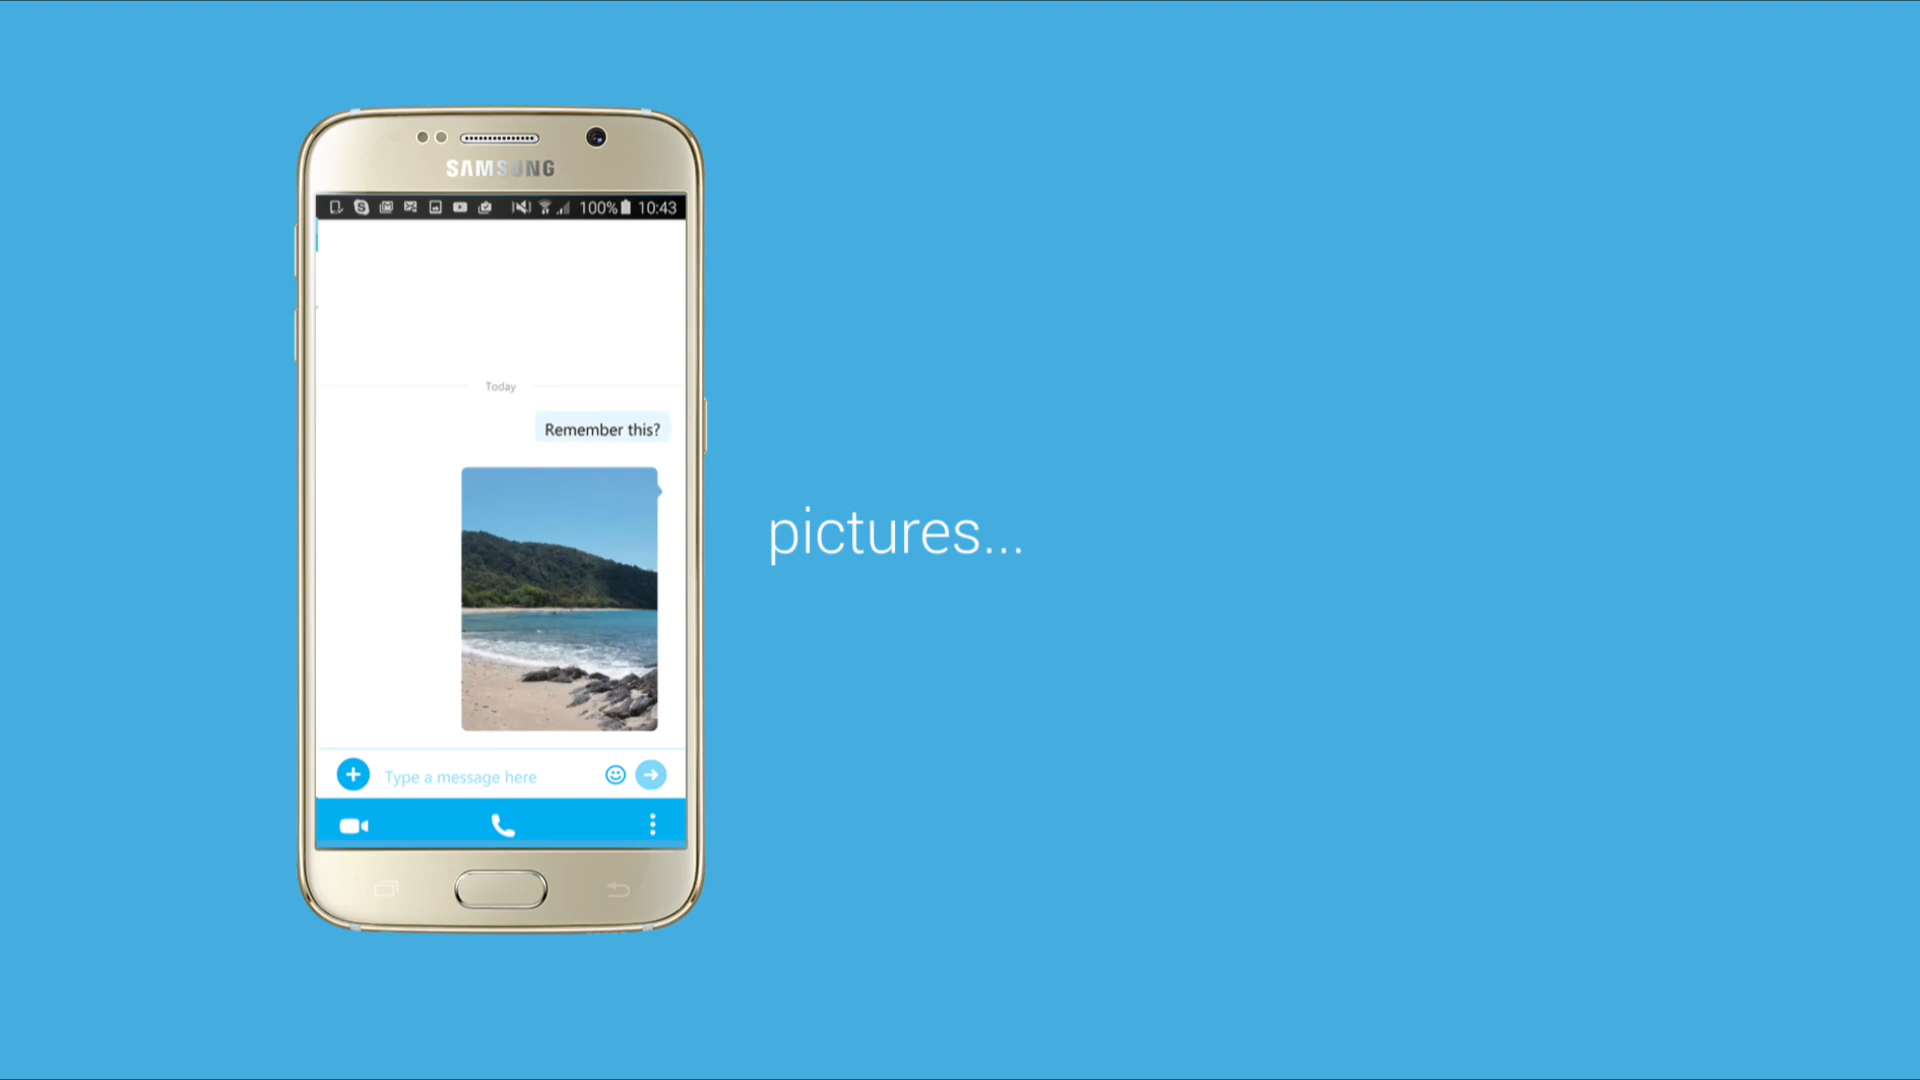 SAMSUNG
100% 10:43
Today
Remember this?
pictures...
Type a message here